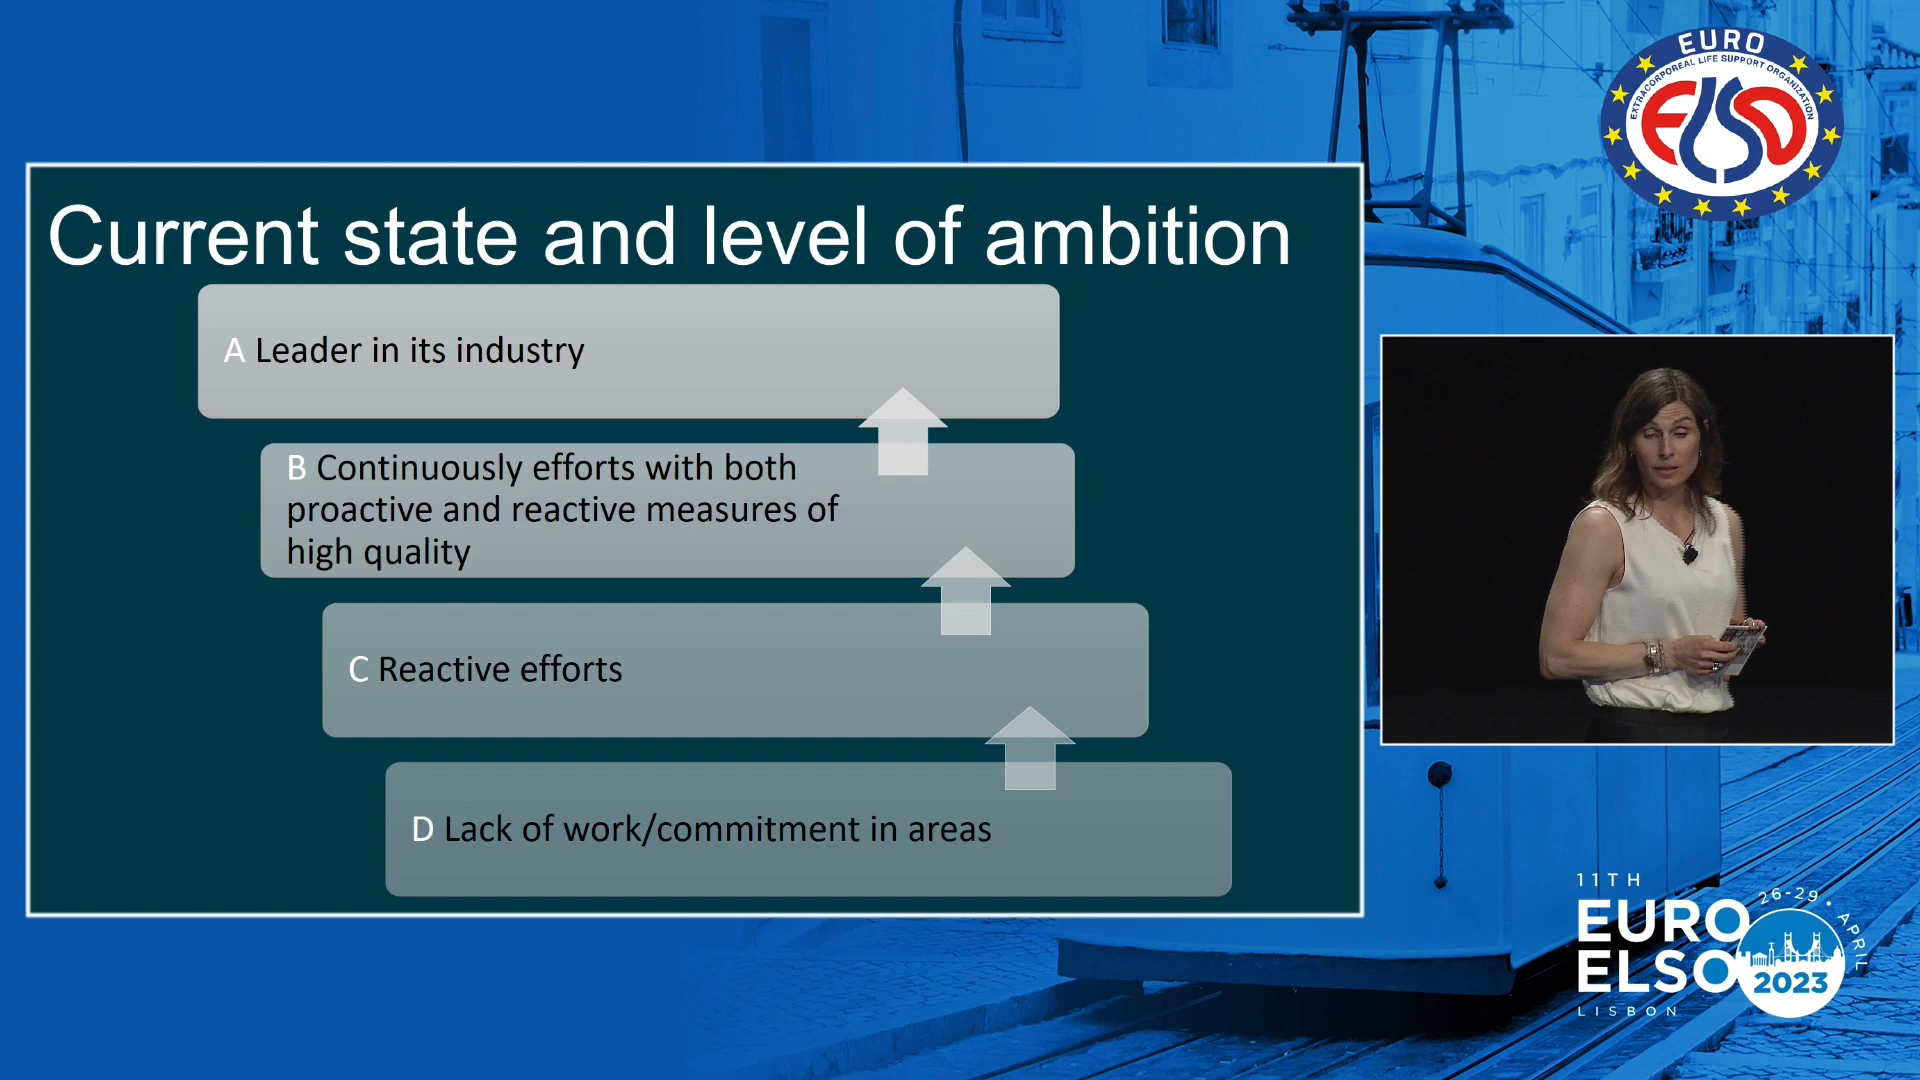 EURO
EXTRACORPOREAL LIFE SUPPORT ORGANIZATION
ELSO
Current state and level of ambition
A Leader in its industry
B Continuously efforts with both
proactive and reactive measures of
high quality
C Reactive efforts
D Lack of work/commitment in areas
11TH
EURO
ELSO
LISBON
26-29 • APRIL
2023